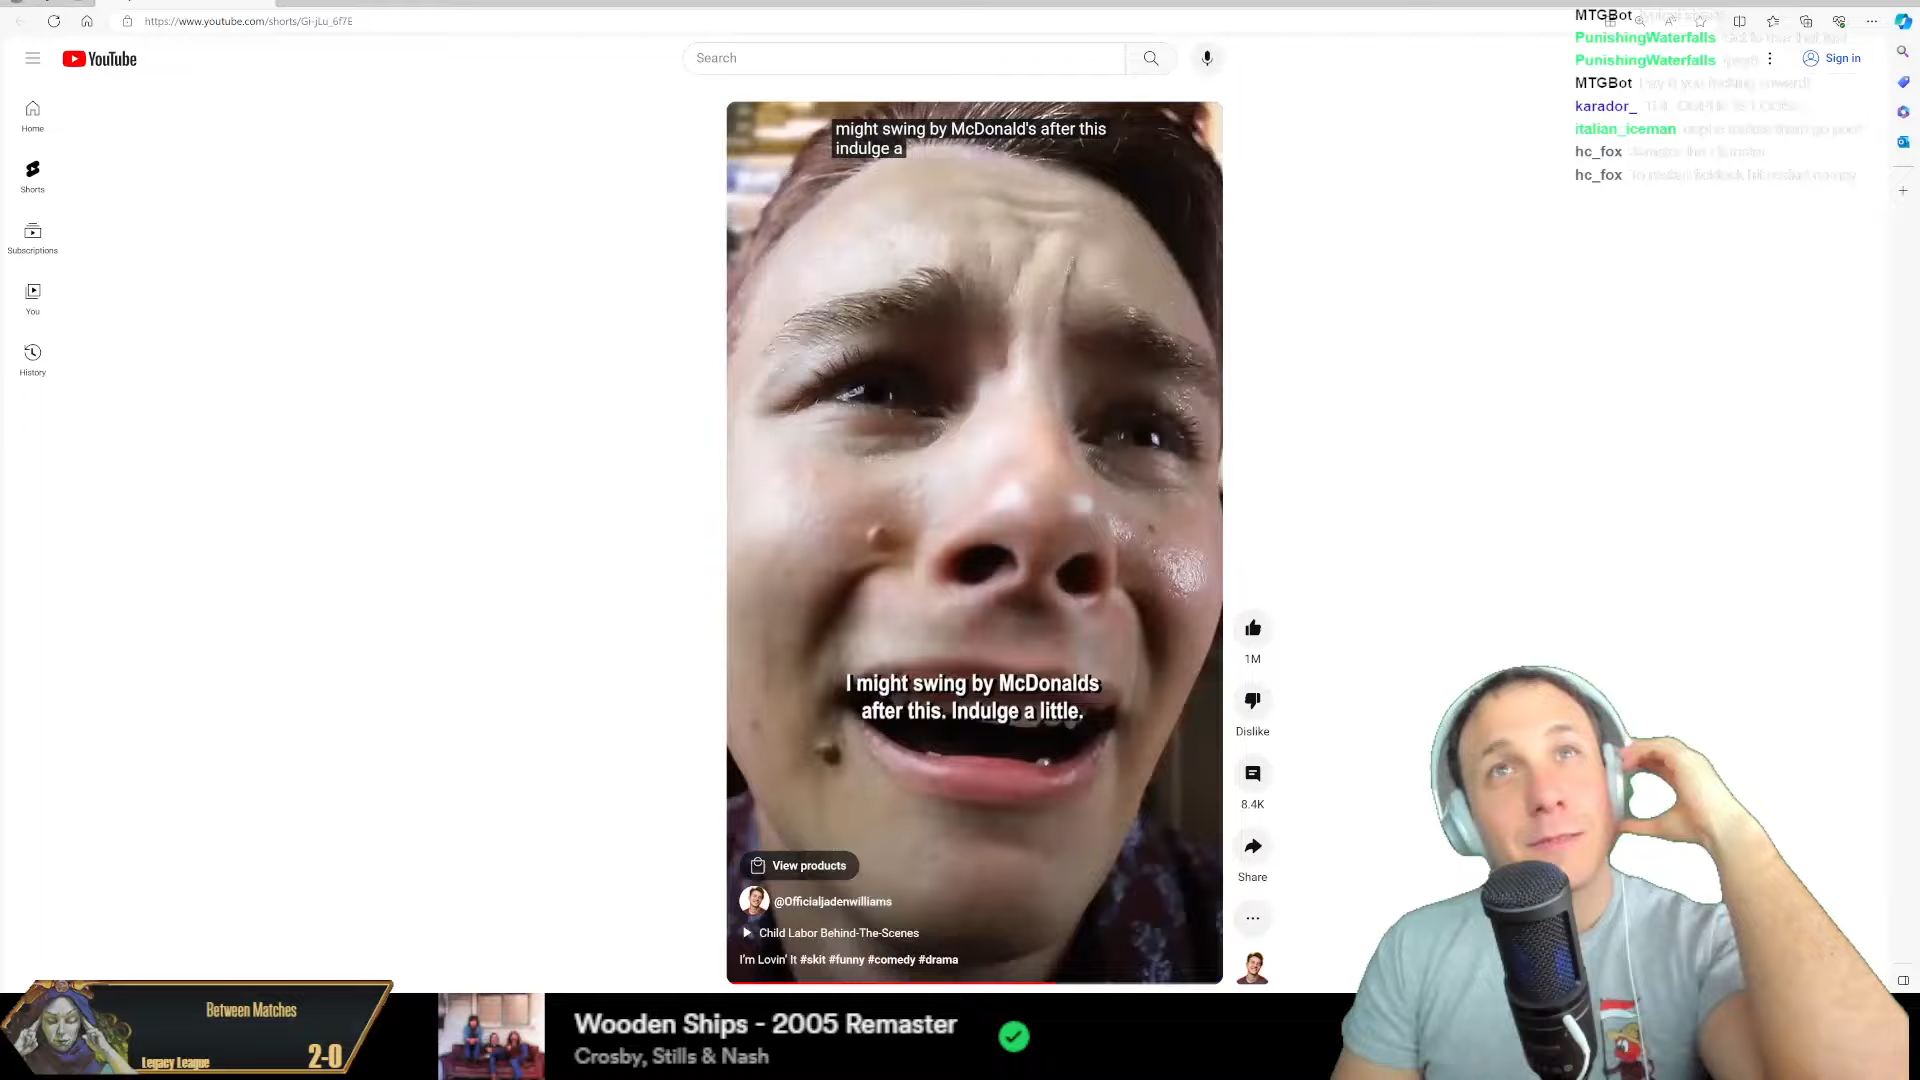 https://www.youtube.com/shorts/Gi-jLu_6f7E
YouTube
Search
Sign in
Home
Shorts
Subscriptions
You
History
MTGBot
PunishingWaterfalls
PunishingWaterfalls
MTGBot
karador_
italian_iceman
hc_fox
hc_fox
might swing by McDonald's after this
indulge a
I might swing by McDonalds
after this. Indulge a little.
View products
@Officialjadenwilliams
Child Labor Behind-The-Scenes
I'm Lovin' It #skit #funny #comedy #drama
1M
Dislike
8.4K
Share
Between Matches
Legacy League
2-0
Wooden Ships - 2005 Remaster
Crosby, Stills & Nash